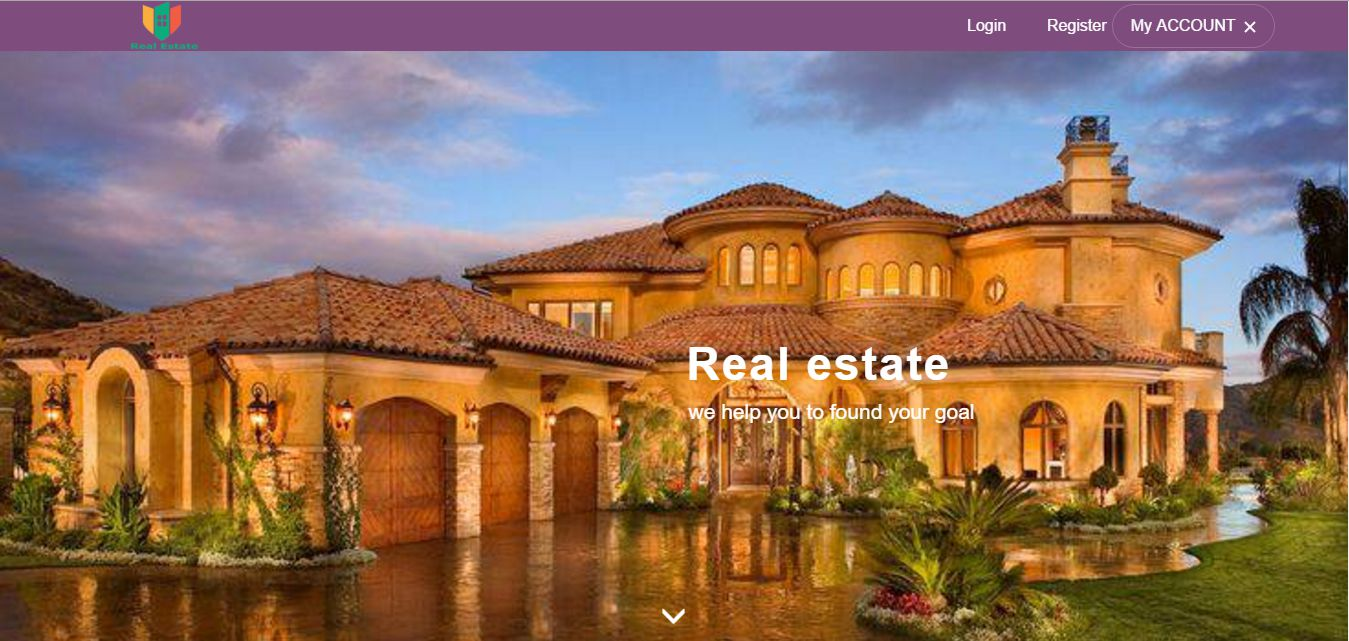 Real Estate
Login Register My ACCOUNT
Real estate
we help you to found your goal